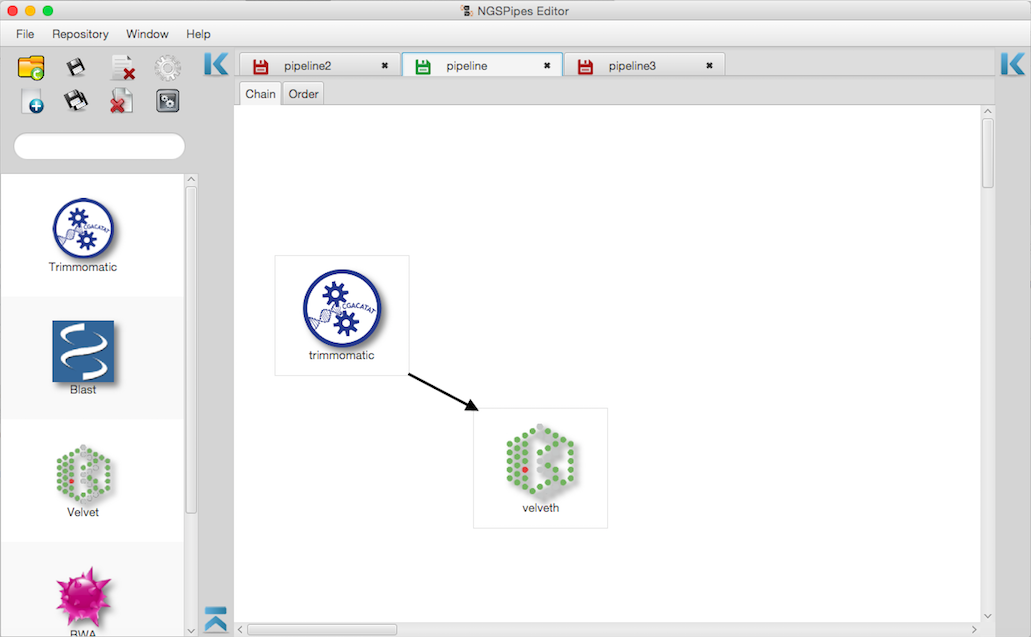 NGSPipes Editor
File Repository Window Help
pipeline2 pipeline pipeline3
Chain Order
CGACATAT
Trimmomatic
Blast
Velvet
BWA
CGACATAT
trimmomatic
velveth